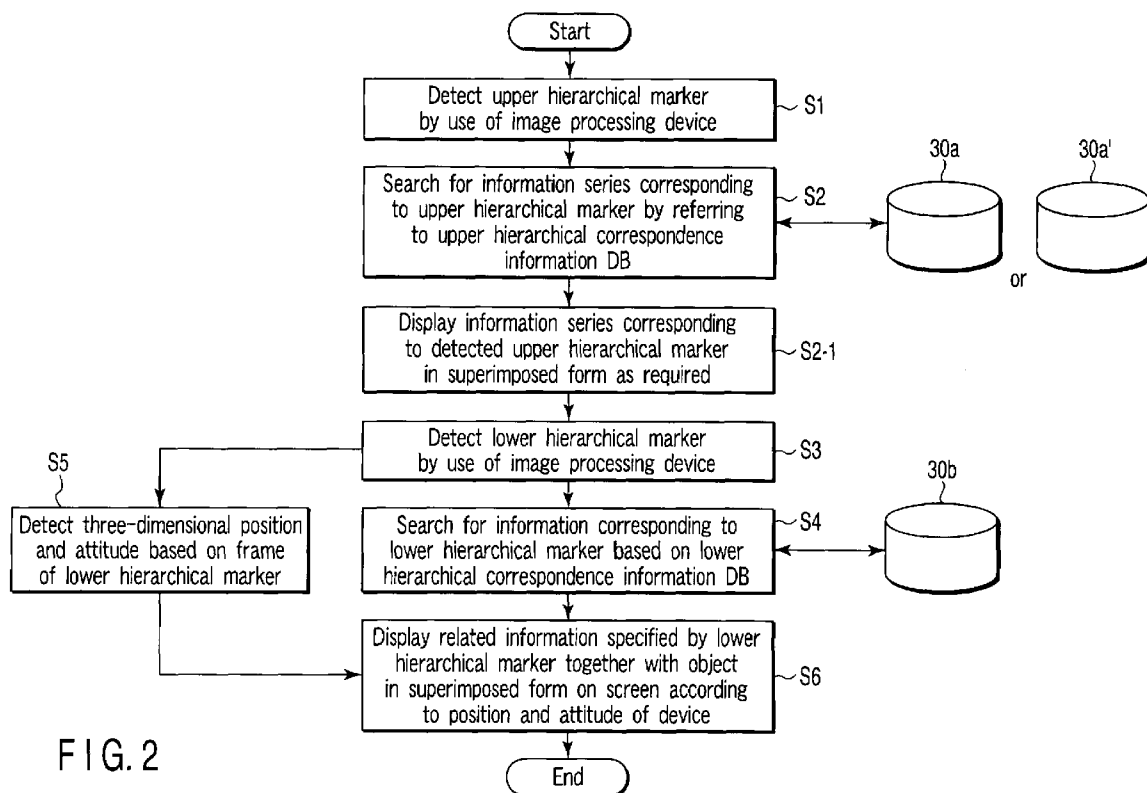 Start
Detect upper hierarchical marker
by use of image processing device
S1
Search for information series corresponding
to upper hierarchical marker by referring
to upper hierarchical correspondence
information DB
S2
30a
30a'
or
Display information series corresponding
to detected upper hierarchical marker
in superimposed form as required
S2-1
Detect lower hierarchical marker
by use of image processing device
S3
S5
Detect three-dimensional position
and attitude based on frame
of lower hierarchical marker
Search for information corresponding to
lower hierarchical marker based on lower
hierarchical correspondence information DB
S4
30b
Display related information specified by lower
hierarchical marker together with object
in superimposed form on screen according
to position and attitude of device
S6
End
FIG. 2